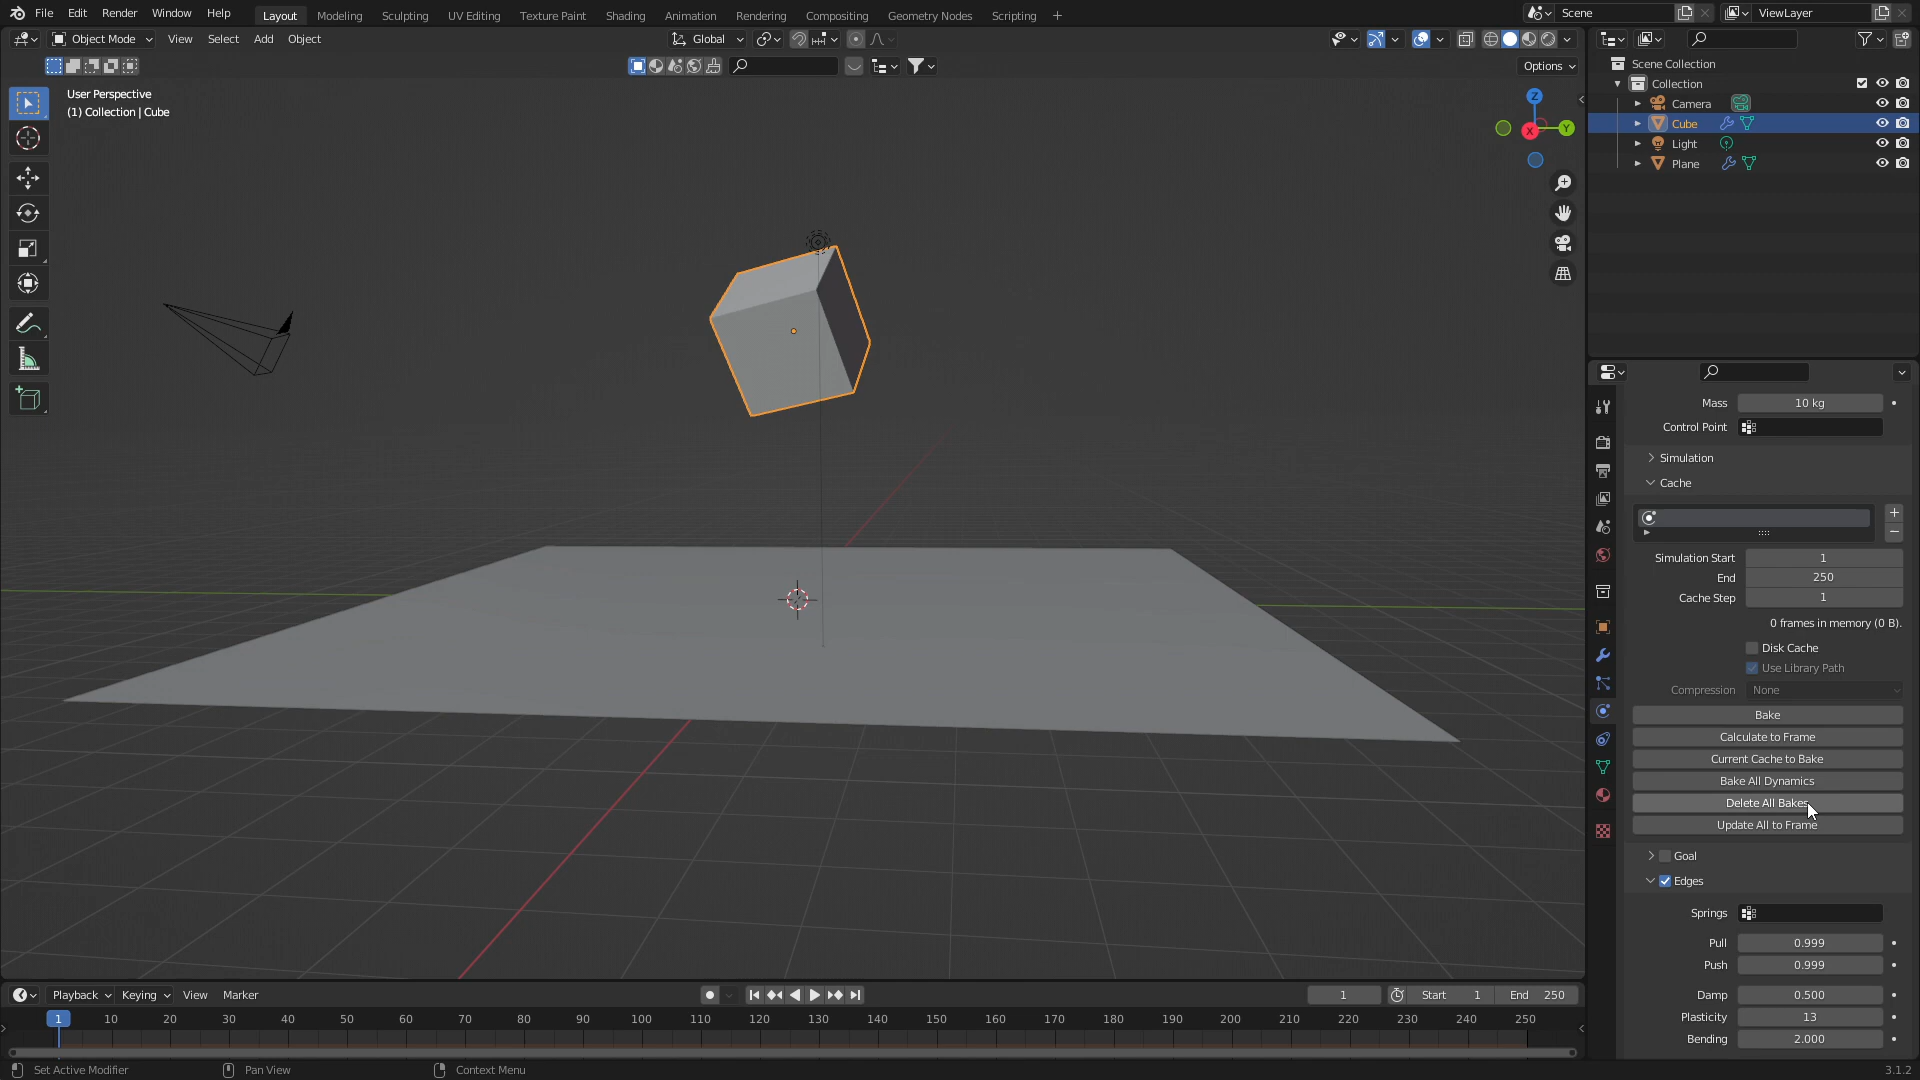 File Edit Render Window Help
Layout Modeling Sculpting UV Editing Texture Paint Shading Animation Rendering Compositing Geometry Nodes Scripting +
Scene
ViewLayer
Object Mode View Select Add Object
Global
Options
User Perspective
(1) Collection | Cube
Z
Y
X
Scene Collection
Collection
Camera
Cube
Light
Plane
Mass 10 kg
Control Point
Simulation
Cache
Simulation Start 1
End 250
Cache Step 1
0 frames in memory (0 B).
Disk Cache
Use Library Path
Compression None
Bake
Calculate to Frame
Current Cache to Bake
Bake All Dynamics
Delete All Bakes
Update All to Frame
Goal
Edges
Springs
Pull 0.999
Push 0.999
Damp 0.500
Plasticity 13
Bending 2.000
Playback Keying View Marker
1 Start 1 End 250
1 10 20 30 40 50 60 70 80 90 100 110 120 130 140 150 160 170 180 190 200 210 220 230 240 250
Set Active Modifier Pan View Context Menu
3.1.2